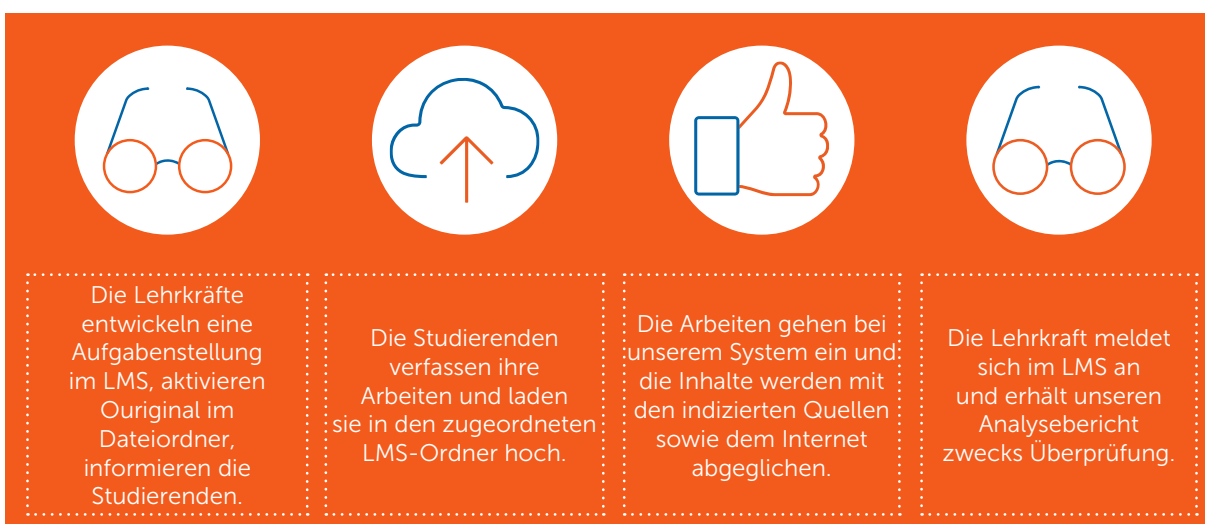 Die Lehrkräfte
entwickeln eine
Aufgabenstellung
im LMS, aktivieren
Ouriginal im
Dateiordner,
informieren die
Studierenden.
Die Studierenden
verfassen ihre
Arbeiten und laden
sie in den zugeordneten
LMS-Ordner hoch.
Die Arbeiten gehen bei
unserem System ein und
die Inhalte werden mit
den indizierten Quellen
sowie dem Internet
abgeglichen.
Die Lehrkraft meldet
sich im LMS an
und erhält unseren
Analysebericht
zwecks Überprüfung.